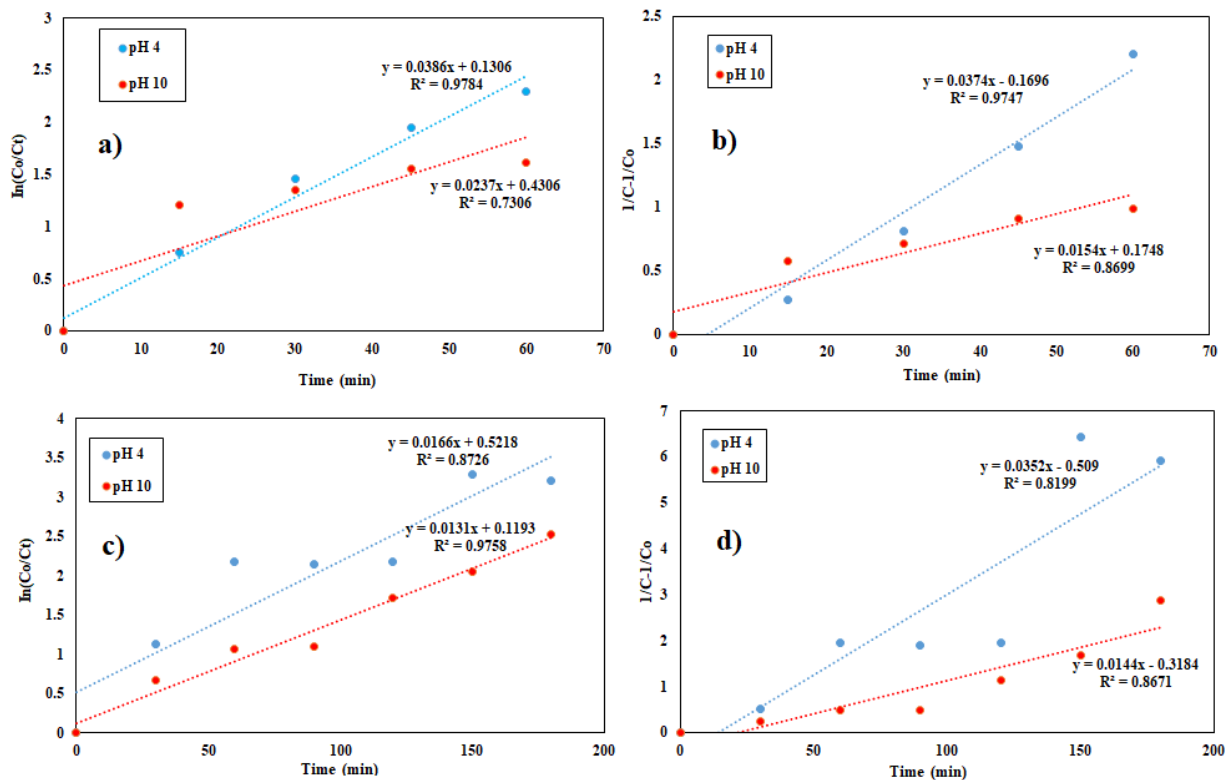 3
2.5
2
1.5
1
0.5
0
0
10
20
30
40
50
60
70
In(Co/Ct)
Time (min)
pH 4
pH 10
y = 0.0386x + 0.1306
R² = 0.9784
a)
y = 0.0237x + 0.4306
R² = 0.7306
2.5
2
1.5
1
0.5
0
0
10
20
30
40
50
60
70
1/C-1/Co
Time (min)
pH 4
pH 10
y = 0.0374x - 0.1696
R² = 0.9747
b)
y = 0.0154x + 0.1748
R² = 0.8699
4
3.5
3
2.5
2
1.5
1
0.5
0
0
50
100
150
200
In(Co/Ct)
Time (min)
pH 4
pH 10
y = 0.0166x + 0.5218
R² = 0.8726
c)
y = 0.0131x + 0.1193
R² = 0.9758
7
6
5
4
3
2
1
0
0
50
100
150
200
1/C-1/Co
Time (min)
pH 4
pH 10
y = 0.0352x - 0.509
R² = 0.8199
d)
y = 0.0144x - 0.3184
R² = 0.8671